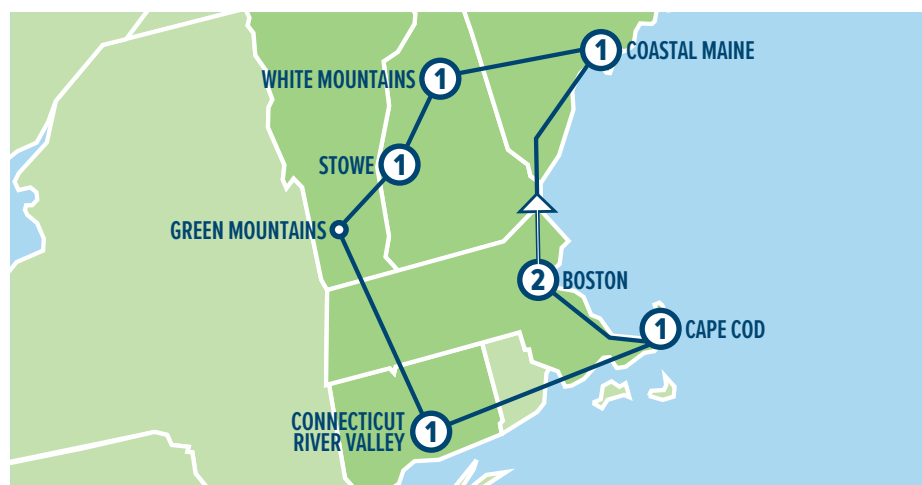 1 COASTAL MAINE
WHITE MOUNTAINS 1
STOWE 1
GREEN MOUNTAINS
2 BOSTON
1 CAPE COD
CONNECTICUT
RIVER VALLEY 1